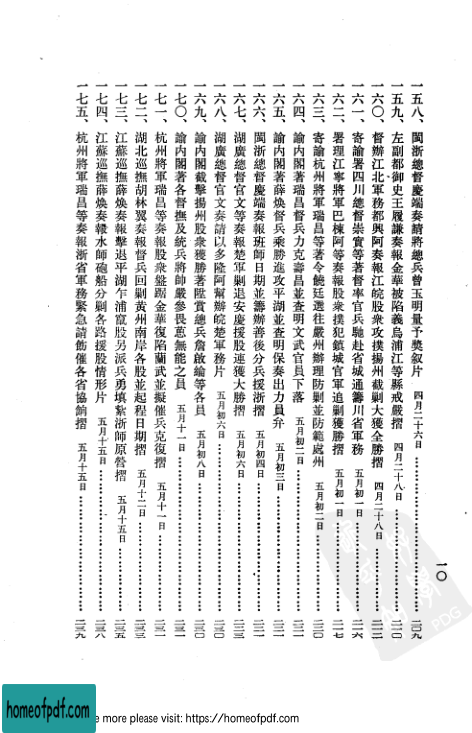 一五八、閩浙總督慶端奏請將總兵曾玉明量予獎叙片　四月二十六日……二〇九
一五九、左副都御史王履謙奏報金華被陷義烏浦江等縣戒嚴摺　四月二十八日……二一〇
一六〇、督辦江北軍務都興阿奏報江皖股衆攻撲揚州截剿大獲全勝摺　四月二十八日……二一二
一六一、寄諭署四川總督崇實等著督率官兵馳赴省城通籌川省軍務　五月初一日……二一六
一六二、署理江寧將軍巴棟阿等奏報股衆撲犯鎮城官軍追剿獲勝摺　五月初一日……二一七
一六三、寄諭杭州將軍瑞昌等著令饒廷選往嚴州辦理防剿並防範處州　五月初二日……二二〇
一六四、諭內閣著瑞昌督兵力克壽昌並查明文武官員下落　五月初二日……二二一
一六五、諭內閣著薛煥督兵乘勝進攻平湖並查明保奏出力員弁　五月初三日……二二一
一六六、閩浙總督慶端奏報班師日期並籌辦善後分兵援浙摺　五月初四日……二二一
一六七、湖廣總督官文等奏報楚軍剿退安慶援股連獲大勝摺　五月初六日……二二三
一六八、湖廣總督官文奏請以多隆阿幫辦皖楚軍務片　五月初六日……二三〇
一六九、諭內閣截擊揚州股衆獲勝著陞賞總兵詹啟綸等各員　五月初八日……二三〇
一七〇、諭內閣著各督撫及統兵將帥嚴參畏葸無能之員　五月十一日……二三一
一七一、杭州將軍瑞昌等奏報股衆盤踞金華復陷蘭武並擬催兵克復摺　五月十一日……二三一
一七二、湖北巡撫胡林翼奏報督兵回剿黃州南岸各股並起程日期摺　五月十二日……二三三
一七三、江蘇巡撫薛煥奏報擊退平湖乍浦竄股另派兵勇填紮浙師原營摺　五月十五日……二三五
一七四、江蘇巡撫薛煥奏報水師砲船分剿各路援股情形片　五月十五日……二三八
一七五、杭州將軍瑞昌等奏報浙省軍務緊急請飭催各省協餉摺　五月十五日……二三九
一〇
PDG
homeofpdf.com
e more please visit: https://homeofpdf.com